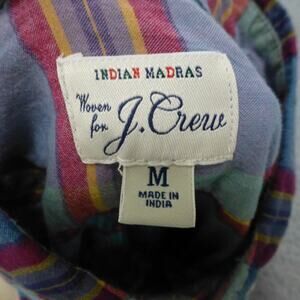 INDIAN MADRAS
Woven
for
J.Crew
M
MADE IN
INDIA